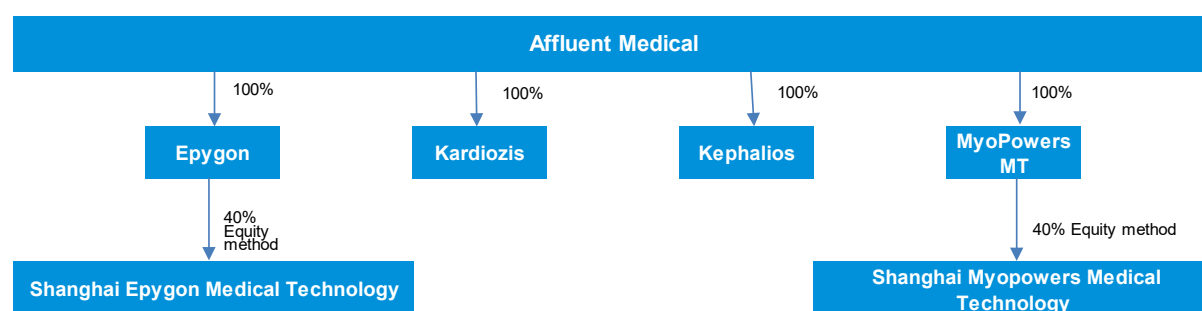 Affluent Medical
100%
100%
100%
100%
Epygon
Kardiozis
Kephalios
MyoPowers
MT
40%
Equity
method
40% Equity method
Shanghai Epygon Medical Technology
Shanghai Myopowers Medical
Technology